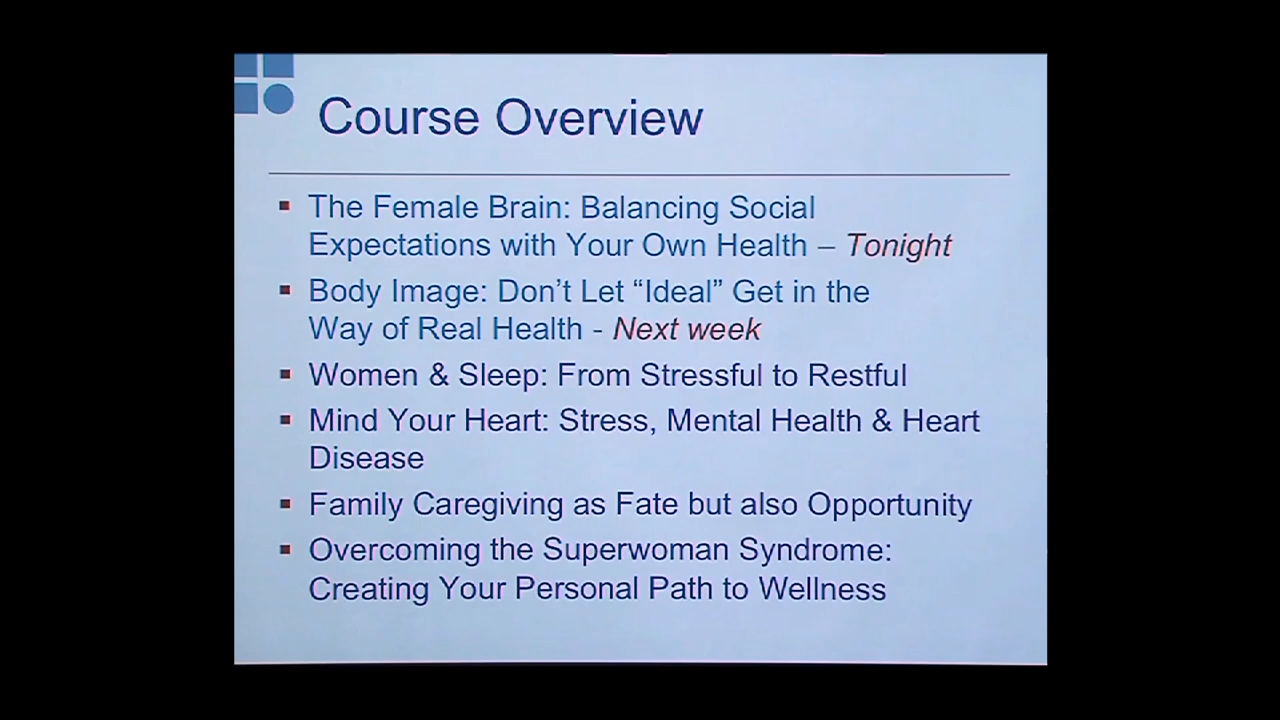 Course Overview
The Female Brain: Balancing Social
Expectations with Your Own Health – Tonight
Body Image: Don’t Let “Ideal” Get in the
Way of Real Health - Next week
Women & Sleep: From Stressful to Restful
Mind Your Heart: Stress, Mental Health & Heart
Disease
Family Caregiving as Fate but also Opportunity
Overcoming the Superwoman Syndrome:
Creating Your Personal Path to Wellness